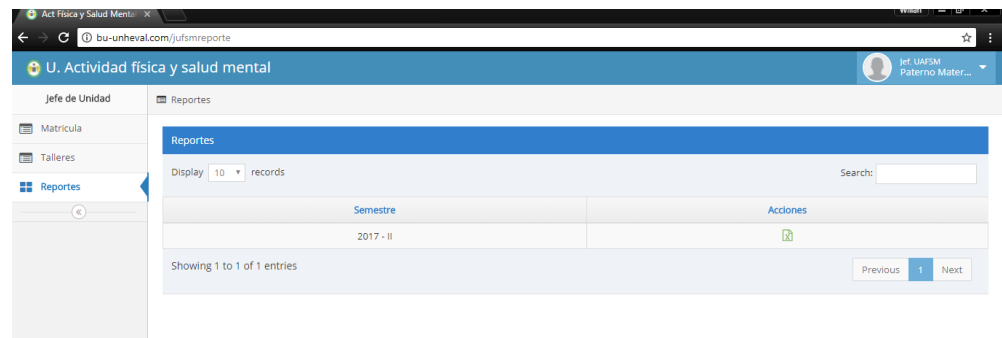 Act Física y Salud Mental
Willan
bu-unheval.com/jufsmreporte
U. Actividad física y salud mental
Jef. UAFSM
Paterno Mater...
Jefe de Unidad
Reportes
Matricula
Talleres
Reportes
Reportes
Display 10 records
Search:
Semestre Acciones
2017 - II
Showing 1 to 1 of 1 entries
Previous 1 Next